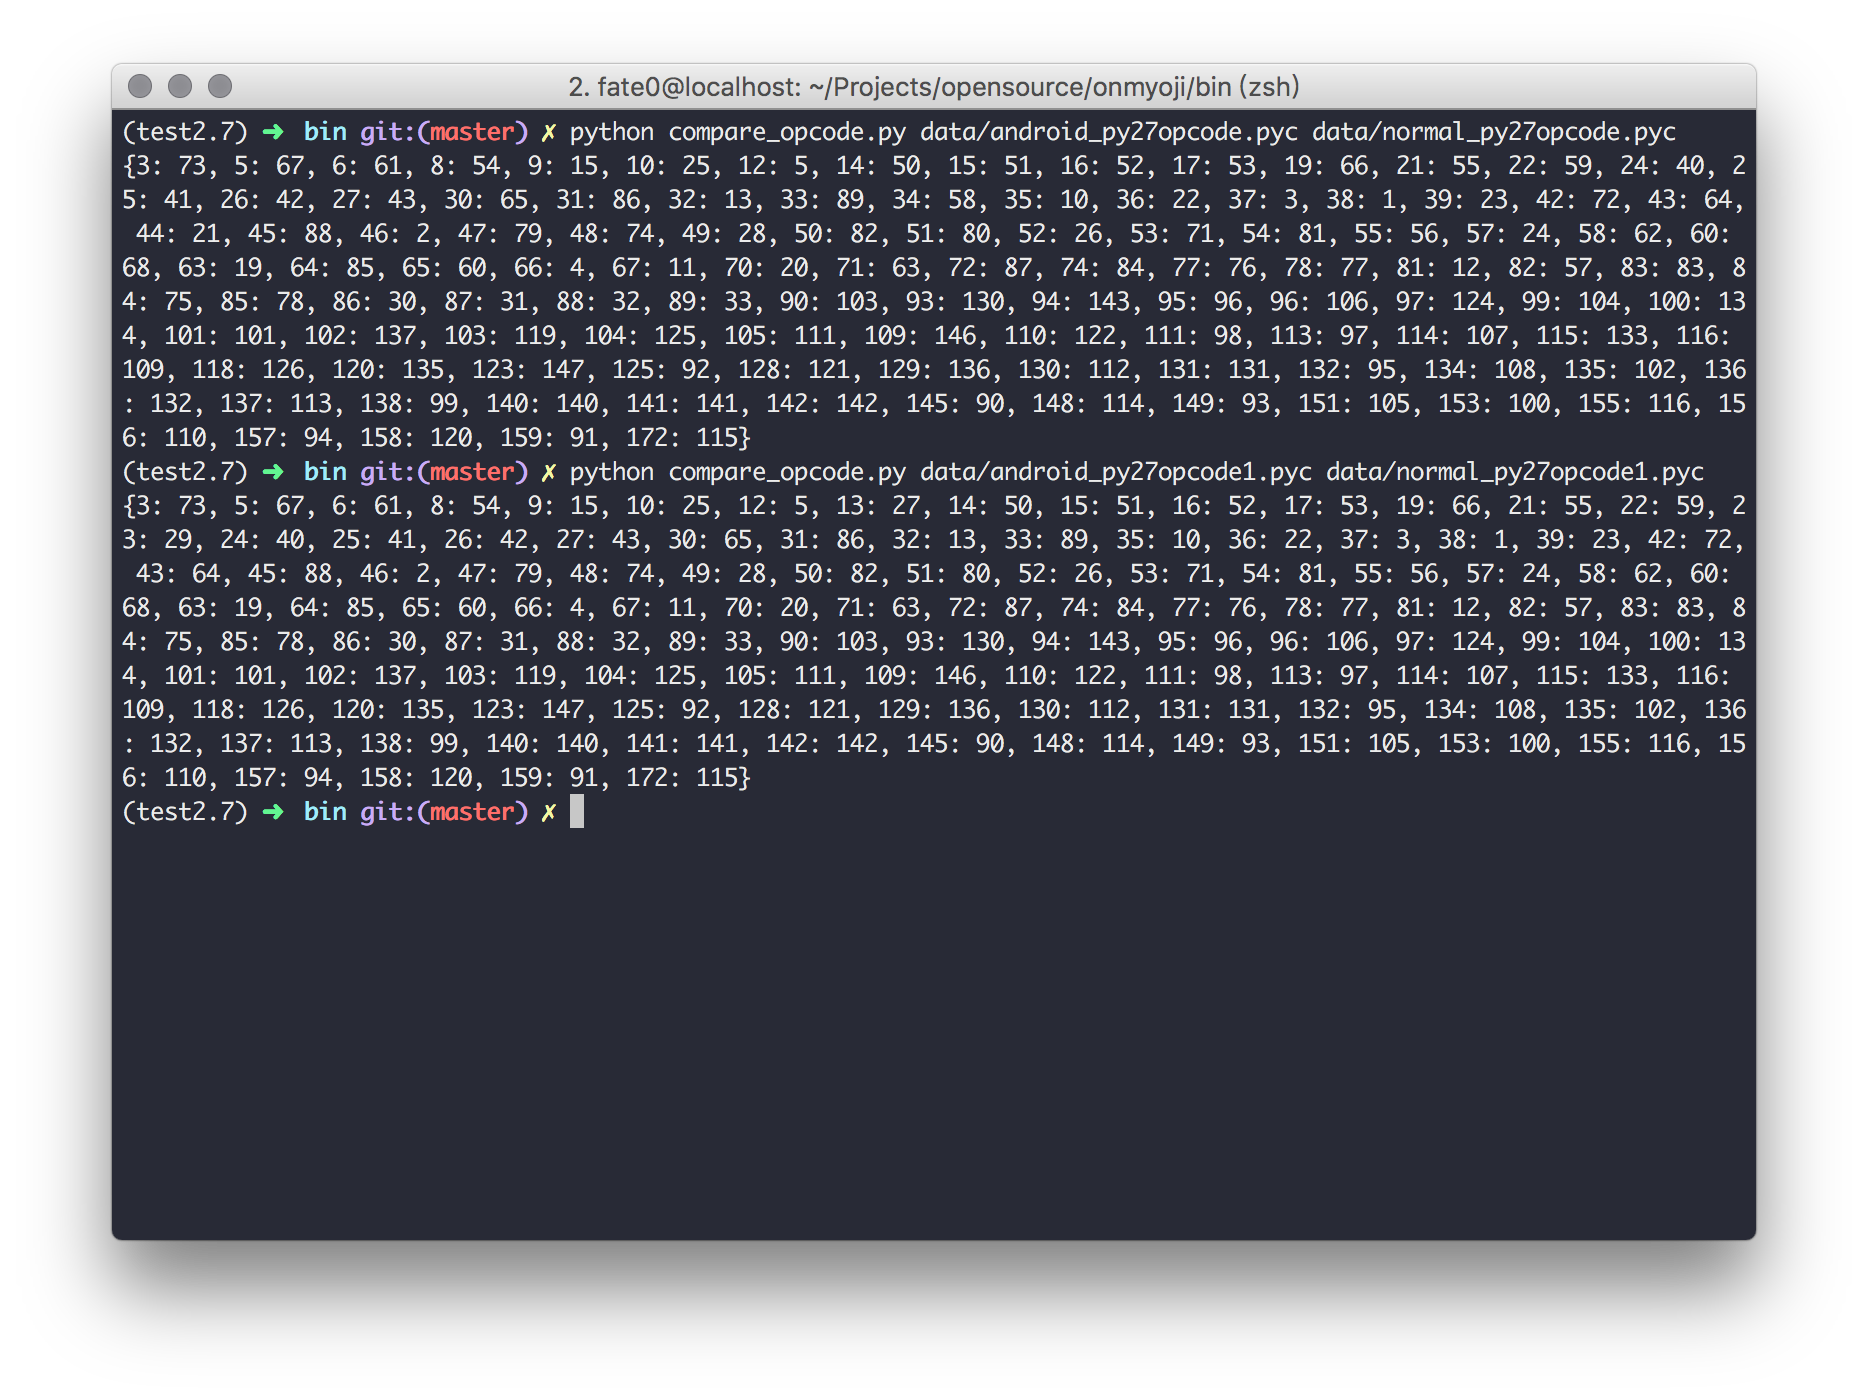 2. fate0@localhost: ~/Projects/opensource/onmyoji/bin (zsh)
(test2.7) ➜ bin git:(master) ✗ python compare_opcode.py data/android_py27opcode.pyc data/normal_py27opcode.pyc
{3: 73, 5: 67, 6: 61, 8: 54, 9: 15, 10: 25, 12: 5, 14: 50, 15: 51, 16: 52, 17: 53, 19: 66, 21: 55, 22: 59, 24: 40, 2
5: 41, 26: 42, 27: 43, 30: 65, 31: 86, 32: 13, 33: 89, 34: 58, 35: 10, 36: 22, 37: 3, 38: 1, 39: 23, 42: 72, 43: 64,
44: 21, 45: 88, 46: 2, 47: 79, 48: 74, 49: 28, 50: 82, 51: 80, 52: 26, 53: 71, 54: 81, 55: 56, 57: 24, 58: 62, 60:
68, 63: 19, 64: 85, 65: 60, 66: 4, 67: 11, 70: 20, 71: 63, 72: 87, 74: 84, 77: 76, 78: 77, 81: 12, 82: 57, 83: 83, 8
4: 75, 85: 78, 86: 30, 87: 31, 88: 32, 89: 33, 90: 103, 93: 130, 94: 143, 95: 96, 96: 106, 97: 124, 99: 104, 100: 13
4, 101: 101, 102: 137, 103: 119, 104: 125, 105: 111, 109: 146, 110: 122, 111: 98, 113: 97, 114: 107, 115: 133, 116:
109, 118: 126, 120: 135, 123: 147, 125: 92, 128: 121, 129: 136, 130: 112, 131: 131, 132: 95, 134: 108, 135: 102, 136
: 132, 137: 113, 138: 99, 140: 140, 141: 141, 142: 142, 145: 90, 148: 114, 149: 93, 151: 105, 153: 100, 155: 116, 15
6: 110, 157: 94, 158: 120, 159: 91, 172: 115}
(test2.7) ➜ bin git:(master) ✗ python compare_opcode.py data/android_py27opcode1.pyc data/normal_py27opcode1.pyc
{3: 73, 5: 67, 6: 61, 8: 54, 9: 15, 10: 25, 12: 5, 13: 27, 14: 50, 15: 51, 16: 52, 17: 53, 19: 66, 21: 55, 22: 59, 2
3: 29, 24: 40, 25: 41, 26: 42, 27: 43, 30: 65, 31: 86, 32: 13, 33: 89, 35: 10, 36: 22, 37: 3, 38: 1, 39: 23, 42: 72,
43: 64, 45: 88, 46: 2, 47: 79, 48: 74, 49: 28, 50: 82, 51: 80, 52: 26, 53: 71, 54: 81, 55: 56, 57: 24, 58: 62, 60:
68, 63: 19, 64: 85, 65: 60, 66: 4, 67: 11, 70: 20, 71: 63, 72: 87, 74: 84, 77: 76, 78: 77, 81: 12, 82: 57, 83: 83, 8
4: 75, 85: 78, 86: 30, 87: 31, 88: 32, 89: 33, 90: 103, 93: 130, 94: 143, 95: 96, 96: 106, 97: 124, 99: 104, 100: 13
4, 101: 101, 102: 137, 103: 119, 104: 125, 105: 111, 109: 146, 110: 122, 111: 98, 113: 97, 114: 107, 115: 133, 116:
109, 118: 126, 120: 135, 123: 147, 125: 92, 128: 121, 129: 136, 130: 112, 131: 131, 132: 95, 134: 108, 135: 102, 136
: 132, 137: 113, 138: 99, 140: 140, 141: 141, 142: 142, 145: 90, 148: 114, 149: 93, 151: 105, 153: 100, 155: 116, 15
6: 110, 157: 94, 158: 120, 159: 91, 172: 115}
(test2.7) ➜ bin git:(master) ✗